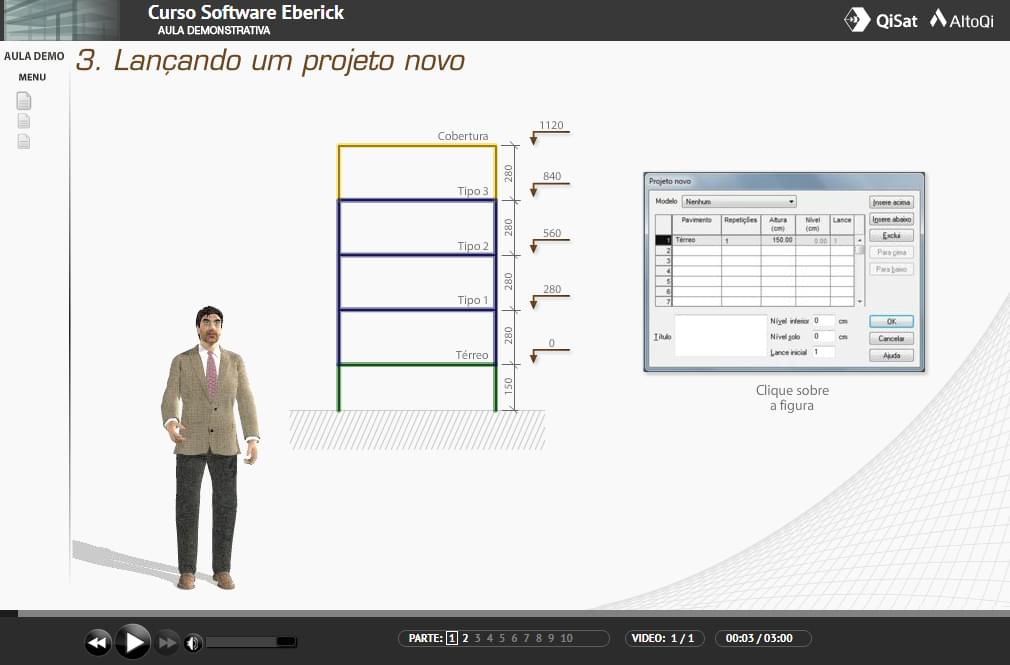 Curso Software Eberick
AULA DEMONSTRATIVA
QiSat
AltoQi
AULA DEMO
MENU
3. Lançando um projeto novo
Cobertura
1120
280
Tipo 3
840
280
Tipo 2
560
280
Tipo 1
280
280
Térreo
0
150
Projeto novo
Modelo Nenhum
Insere acima
Insere abaixo
Exclui
Para cima
Para baixo
Pavimento Repetições Altura (cm) Nível (cm) Lance
1 Térreo 1 150.00 0.00 1
2
3
4
5
6
7
Título
Nível inferior 0 cm
Nível solo 0 cm
Lance inicial 1
OK
Cancelar
Ajuda
Clique sobre
a figura
PARTE: 1 2 3 4 5 6 7 8 9 10
VIDEO: 1 / 1
00:03 / 03:00